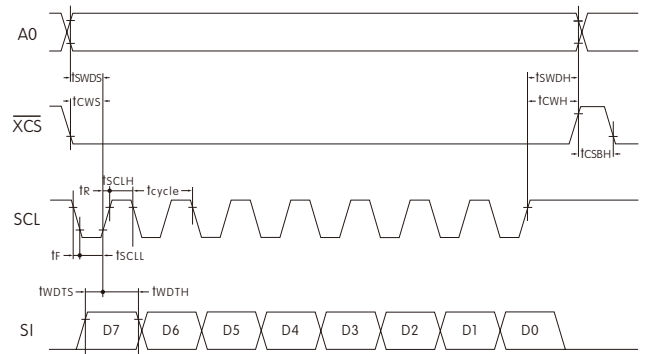 A0
tSWDS
tSWDH
tCWS
tCWH
XCS
tCSBH
tSCLH
tR
tcycle
SCL
tF
tSCLL
tWDTS
tWDTH
SI
D7
D6
D5
D4
D3
D2
D1
D0